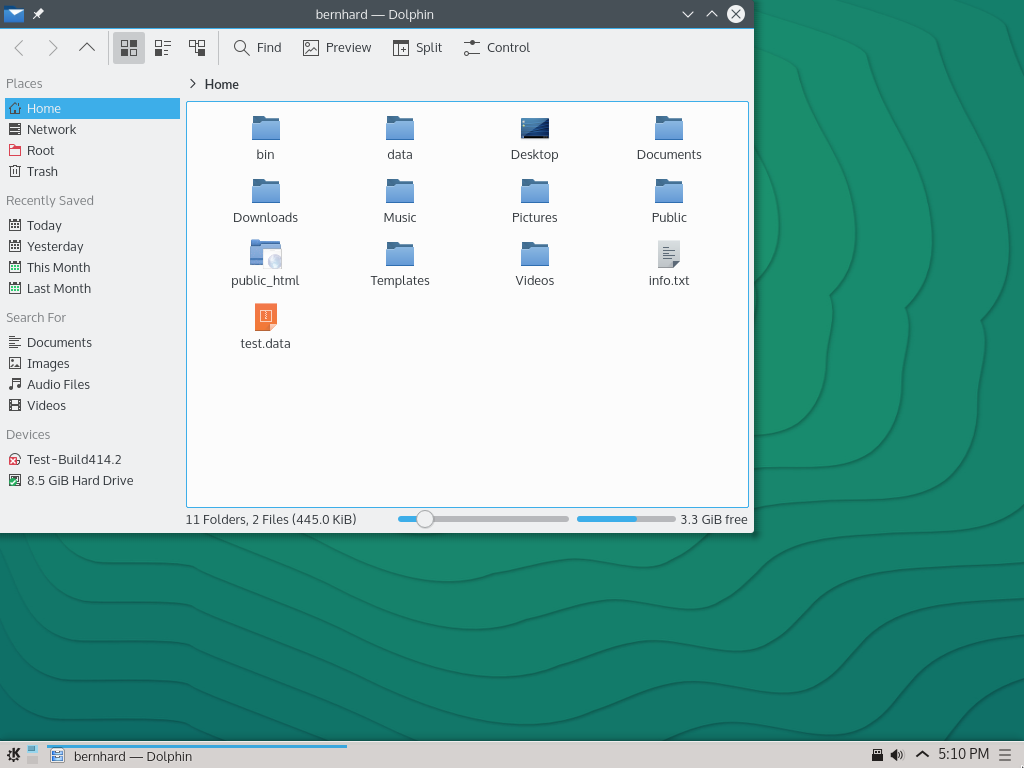 bernhard — Dolphin
Find Preview Split Control
Places
Home
Network
Root
Trash
Recently Saved
Today
Yesterday
This Month
Last Month
Search For
Documents
Images
Audio Files
Videos
Devices
Test-Build414.2
8.5 GiB Hard Drive
Home
bin data Desktop Documents
Downloads Music Pictures Public
public_html Templates Videos info.txt
test.data
11 Folders, 2 Files (445.0 KiB) 3.3 GiB free
bernhard — Dolphin 5:10 PM